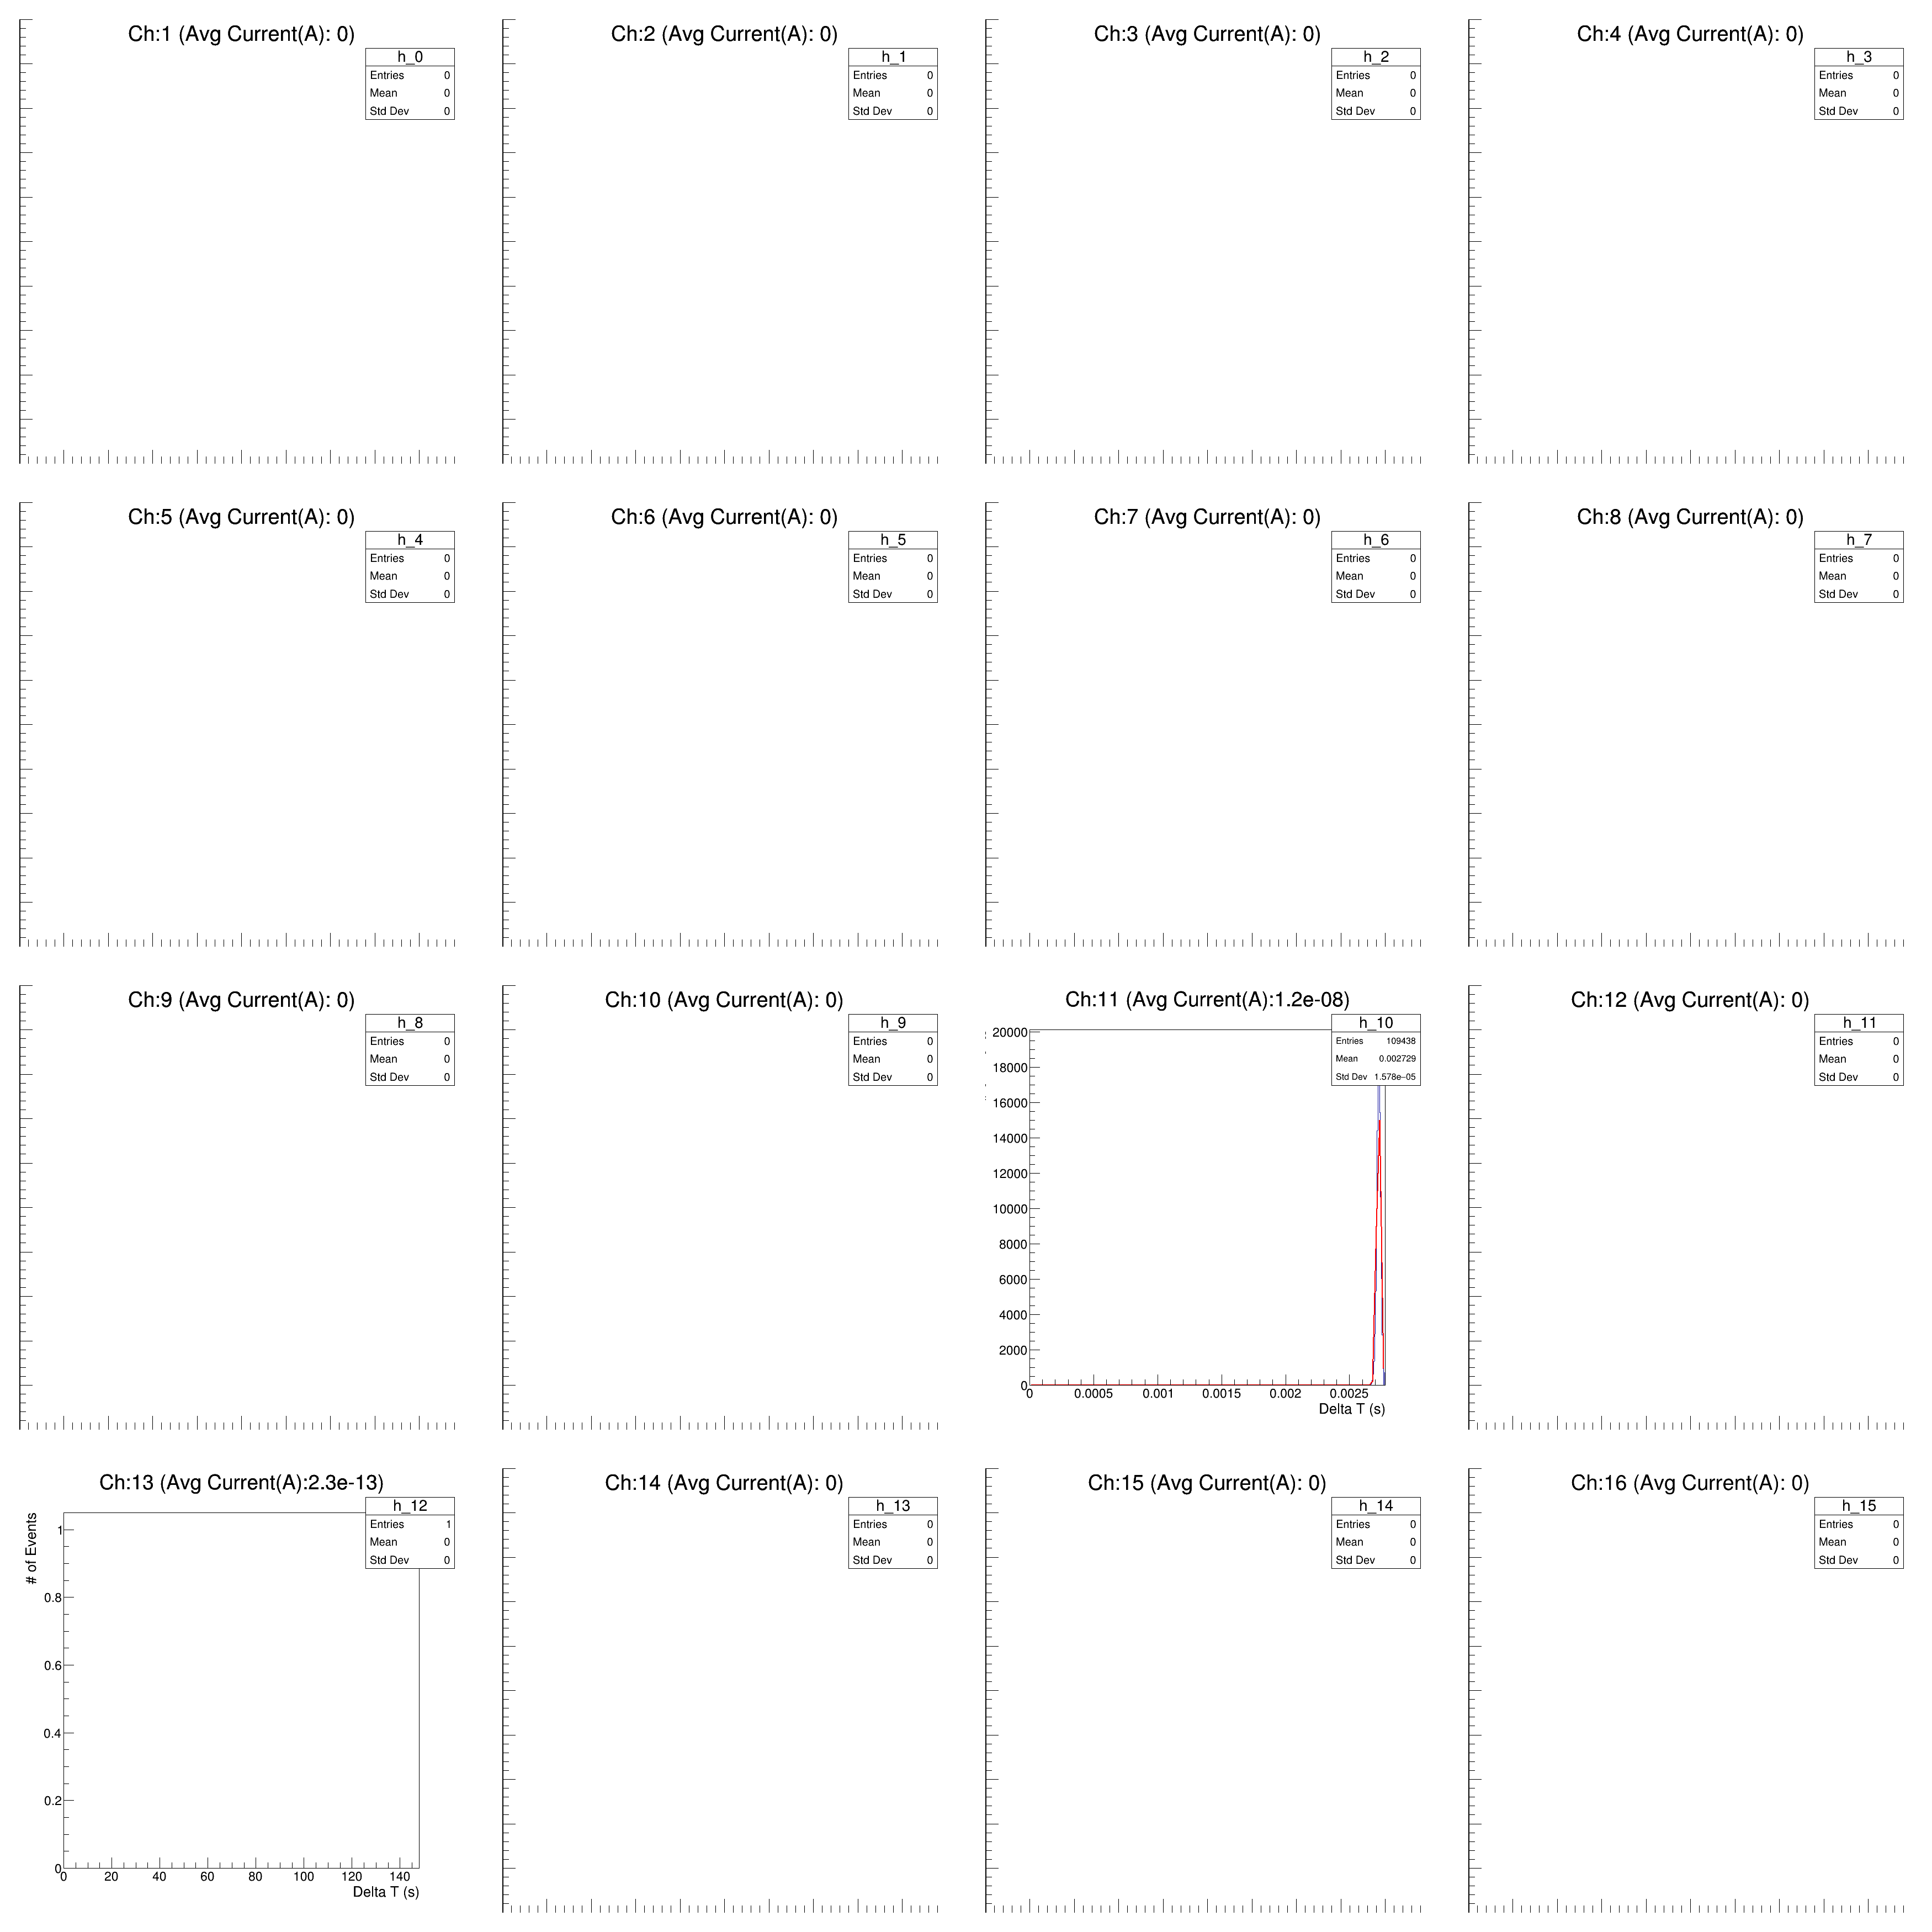 Ch:1 (Avg Current(A): 0)
h_0
Entries 0
Mean 0
Std Dev 0
Ch:2 (Avg Current(A): 0)
h_1
Entries 0
Mean 0
Std Dev 0
Ch:3 (Avg Current(A): 0)
h_2
Entries 0
Mean 0
Std Dev 0
Ch:4 (Avg Current(A): 0)
h_3
Entries 0
Mean 0
Std Dev 0
Ch:5 (Avg Current(A): 0)
h_4
Entries 0
Mean 0
Std Dev 0
Ch:6 (Avg Current(A): 0)
h_5
Entries 0
Mean 0
Std Dev 0
Ch:7 (Avg Current(A): 0)
h_6
Entries 0
Mean 0
Std Dev 0
Ch:8 (Avg Current(A): 0)
h_7
Entries 0
Mean 0
Std Dev 0
Ch:9 (Avg Current(A): 0)
h_8
Entries 0
Mean 0
Std Dev 0
Ch:10 (Avg Current(A): 0)
h_9
Entries 0
Mean 0
Std Dev 0
Ch:11 (Avg Current(A):1.2e-08)
h_10
Entries 109438
Mean 0.002729
Std Dev 1.578e−05
20000
18000
16000
14000
12000
10000
8000
6000
4000
2000
0
0 0.0005 0.001 0.0015 0.002 0.0025
Delta T (s)
Ch:12 (Avg Current(A): 0)
h_11
Entries 0
Mean 0
Std Dev 0
Ch:13 (Avg Current(A):2.3e-13)
h_12
Entries 1
Mean 0
Std Dev 0
# of Events
1
0.8
0.6
0.4
0.2
0
0 20 40 60 80 100 120 140
Delta T (s)
Ch:14 (Avg Current(A): 0)
h_13
Entries 0
Mean 0
Std Dev 0
Ch:15 (Avg Current(A): 0)
h_14
Entries 0
Mean 0
Std Dev 0
Ch:16 (Avg Current(A): 0)
h_15
Entries 0
Mean 0
Std Dev 0